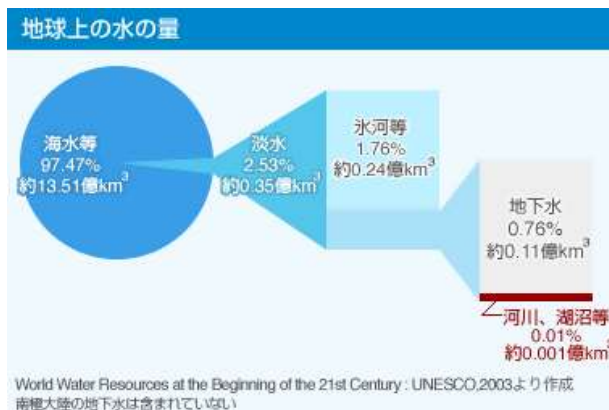 地球上の水の量
海水等
97.47%
約13.51億km³
淡水
2.53%
約0.35億km³
氷河等
1.76%
約0.24億km³
地下水
0.76%
約0.11億km³
河川、湖沼等
0.01%
約0.001億km³
World Water Resources at the Beginning of the 21st Century : UNESCO,2003より作成
南極大陸の地下水は含まれていない